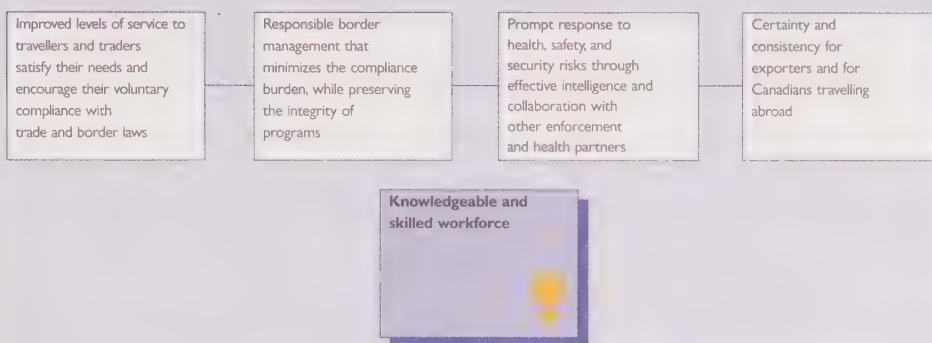 Improved levels of service to
travellers and traders
satisfy their needs and
encourage their voluntary
compliance with
trade and border laws
Responsible border
management that
minimizes the compliance
burden, while preserving
the integrity of
programs
Prompt response to
health, safety, and
security risks through
effective intelligence and
collaboration with
other enforcement
and health partners
Certainty and
consistency for
exporters and for
Canadians travelling
abroad
Knowledgeable and
skilled workforce